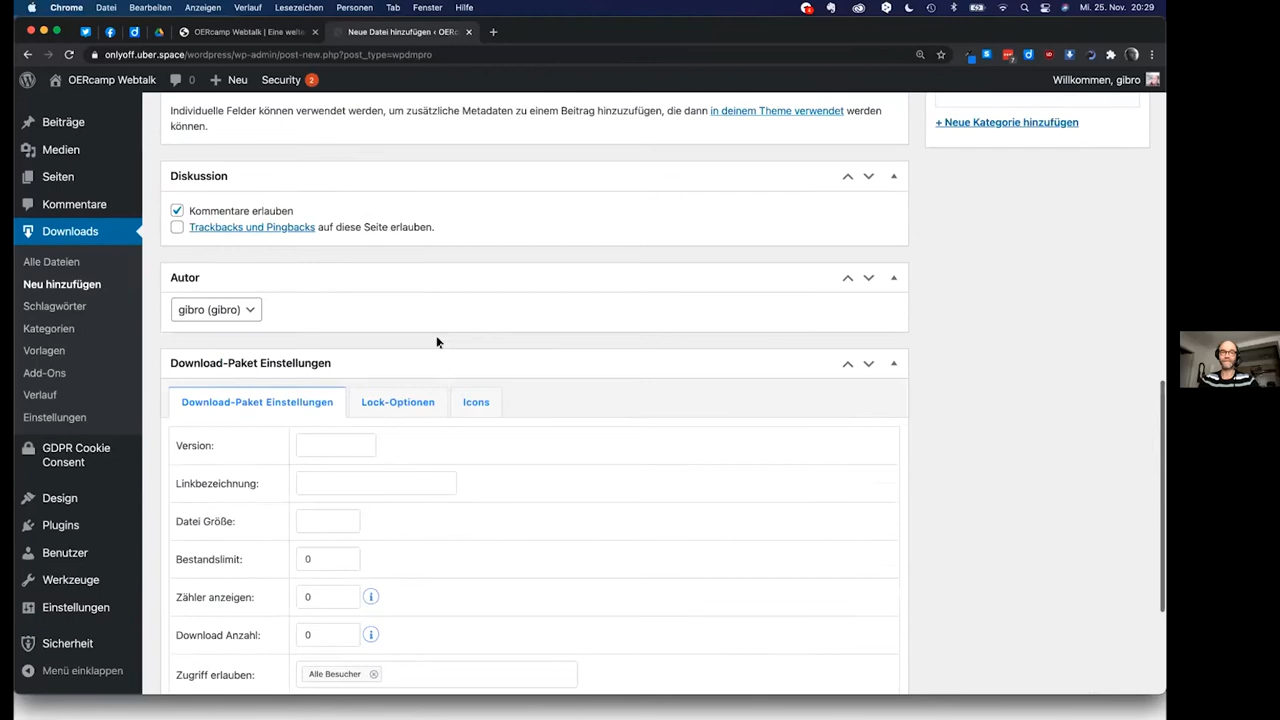 Chrome Datei Bearbeiten Anzeigen Verlauf Lesezeichen Personen Tab Fenster Hilfe Mi. 25. Nov. 20:29
OERcamp Webtalk | Eine welte
Neue Datei hinzufügen ‹ OERc
onlyoff.uber.space/wordpress/wp-admin/post-new.php?post_type=wpdmpro
OERcamp Webtalk 0 Neu Security 2 Willkommen, gibro
Beiträge
Medien
Seiten
Kommentare
Downloads
Alle Dateien
Neu hinzufügen
Schlagwörter
Kategorien
Vorlagen
Add-Ons
Verlauf
Einstellungen
GDPR Cookie
Consent
Design
Plugins
Benutzer
Werkzeuge
Einstellungen
Sicherheit
Menü einklappen
Individuelle Felder können verwendet werden, um zusätzliche Metadaten zu einem Beitrag hinzuzufügen, die dann in deinem Theme verwendet werden
können.
Diskussion
Kommentare erlauben
Trackbacks und Pingbacks auf diese Seite erlauben.
Autor
gibro (gibro)
Download-Paket Einstellungen
Download-Paket Einstellungen Lock-Optionen Icons
Version:
Linkbezeichnung:
Datei Größe:
Bestandslimit: 0
Zähler anzeigen: 0
Download Anzahl: 0
Zugriff erlauben: Alle Besucher
+ Neue Kategorie hinzufügen